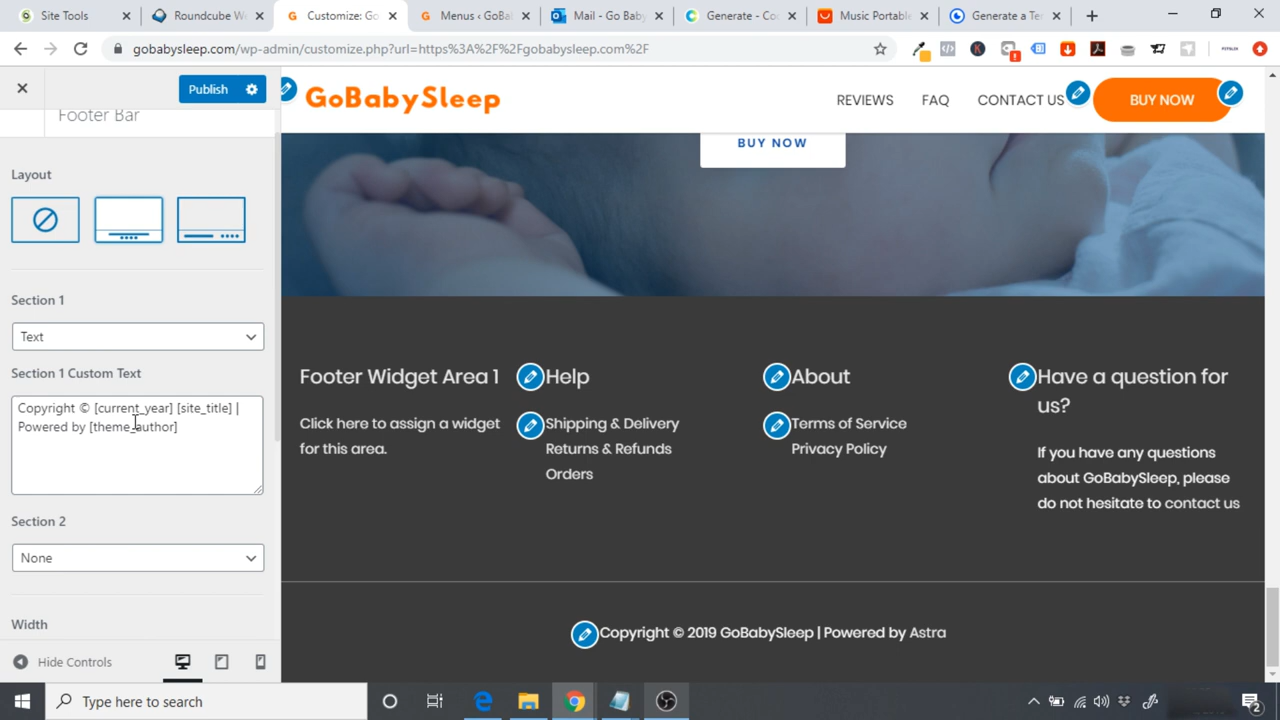 Site Tools
Roundcube W
Customize: Go
Menus ‹ GoBa
Mail - Go Baby
Generate - Co
Music Portable
Generate a Te
gobabysleep.com/wp-admin/customize.php?url=https%3A%2F%2Fgobabysleep.com%2F
Publish
Footer Bar
Layout
Section 1
Text
Section 1 Custom Text
Copyright © [current_year] [site_title] |
Powered by [theme_author]
Section 2
None
Width
Hide Controls
GoBabySleep
REVIEWS
FAQ
CONTACT US
BUY NOW
BUY NOW
Footer Widget Area 1
Click here to assign a widget
for this area.
Help
Shipping & Delivery
Returns & Refunds
Orders
About
Terms of Service
Privacy Policy
Have a question for
us?
If you have any questions
about GoBabySleep, please
do not hesitate to contact us
Copyright © 2019 GoBabySleep | Powered by Astra
Type here to search
2